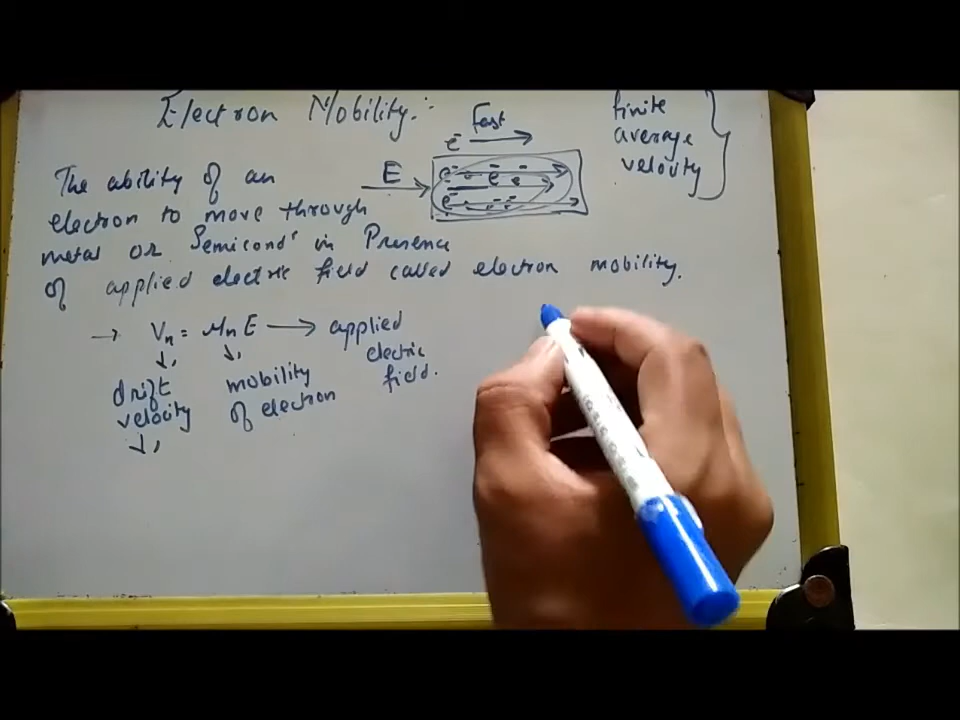 Electron Mobility:-
finite
average
velocity
e⁻ Fast
E
e⁻ - - -
e e
e⁻ - - -
The ability of an
electron to move through
metal or Semicondr in Presence
of applied electric field called electron mobility.
→ Vn = μn E → applied
electric
field.
drift
velocity
mobility
of electron